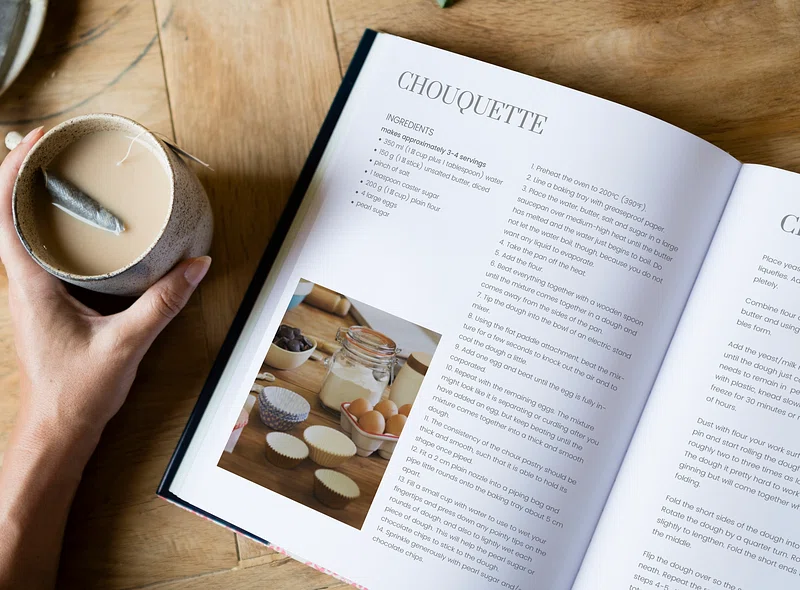 CHOUQUETTE
INGREDIENTS
makes approximately 3-4 servings
• 350 ml (1 ½ cup plus 1 tablespoon) water
• 150 g (1 ½ stick) unsalted butter, diced
• pinch of salt
• 1 teaspoon caster sugar
• 200 g (1 ½ cup) plain flour
• 4 large eggs
• pearl sugar
1. Preheat the oven to 200°C (390°F).
2. Line a baking tray with greaseproof paper.
3. Place the water, butter, salt and sugar in a large
saucepan over medium-high heat until the butter
has melted and the water just begins to boil. Do
not let the water boil, though, because you do not
want any liquid to evaporate.
4. Take the pan off the heat.
5. Add the flour.
6. Beat everything together with a wooden spoon
until the mixture comes together in a dough and
comes away from the sides of the pan.
7. Tip the dough into the bowl of an electric stand
mixer.
8. Using the flat paddle attachment, beat the mix-
ture for a few seconds to knock out the air and to
cool the dough a little.
9. Add one egg and beat until the egg is fully in-
corporated.
10. Repeat with the remaining eggs. The mixture
might look like it is separating or curdling after you
have added an egg, but keep beating until the
mixture comes together into a thick and smooth
dough.
11. The consistency of the choux pastry should be
thick and smooth, such that it is able to hold its
shape once piped.
12. Fit a 2 cm plain nozzle into a piping bag and
pipe little rounds onto the baking tray about 5 cm
apart.
13. Fill a small cup with water to use to wet your
fingertips and press down any pointy tips on the
rounds of dough, and also to lightly wet each
piece of dough. This will help the pearl sugar or
chocolate chips to stick to the dough.
14. Sprinkle generously with pearl sugar and/or
chocolate chips.
Place yeas
liquefies. Ad
pletely.
Combine flour a
butter and using
bles form.
Add the yeast/milk m
until the dough just c
needs to remain in pe
with plastic, knead slow
freeze for 30 minutes or
of hours.
Dust with flour your work surf
pin and start rolling the dough
roughly two to three times as lo
The dough it pretty hard to work
ginning but will come together wi
folding.
Fold the short sides of the dough into
Rotate the dough by a quarter turn. Ro
slightly to lengthen. Fold the short ends
the middle.
Flip the dough over so the s
neath. Repeat the
steps 4-5,